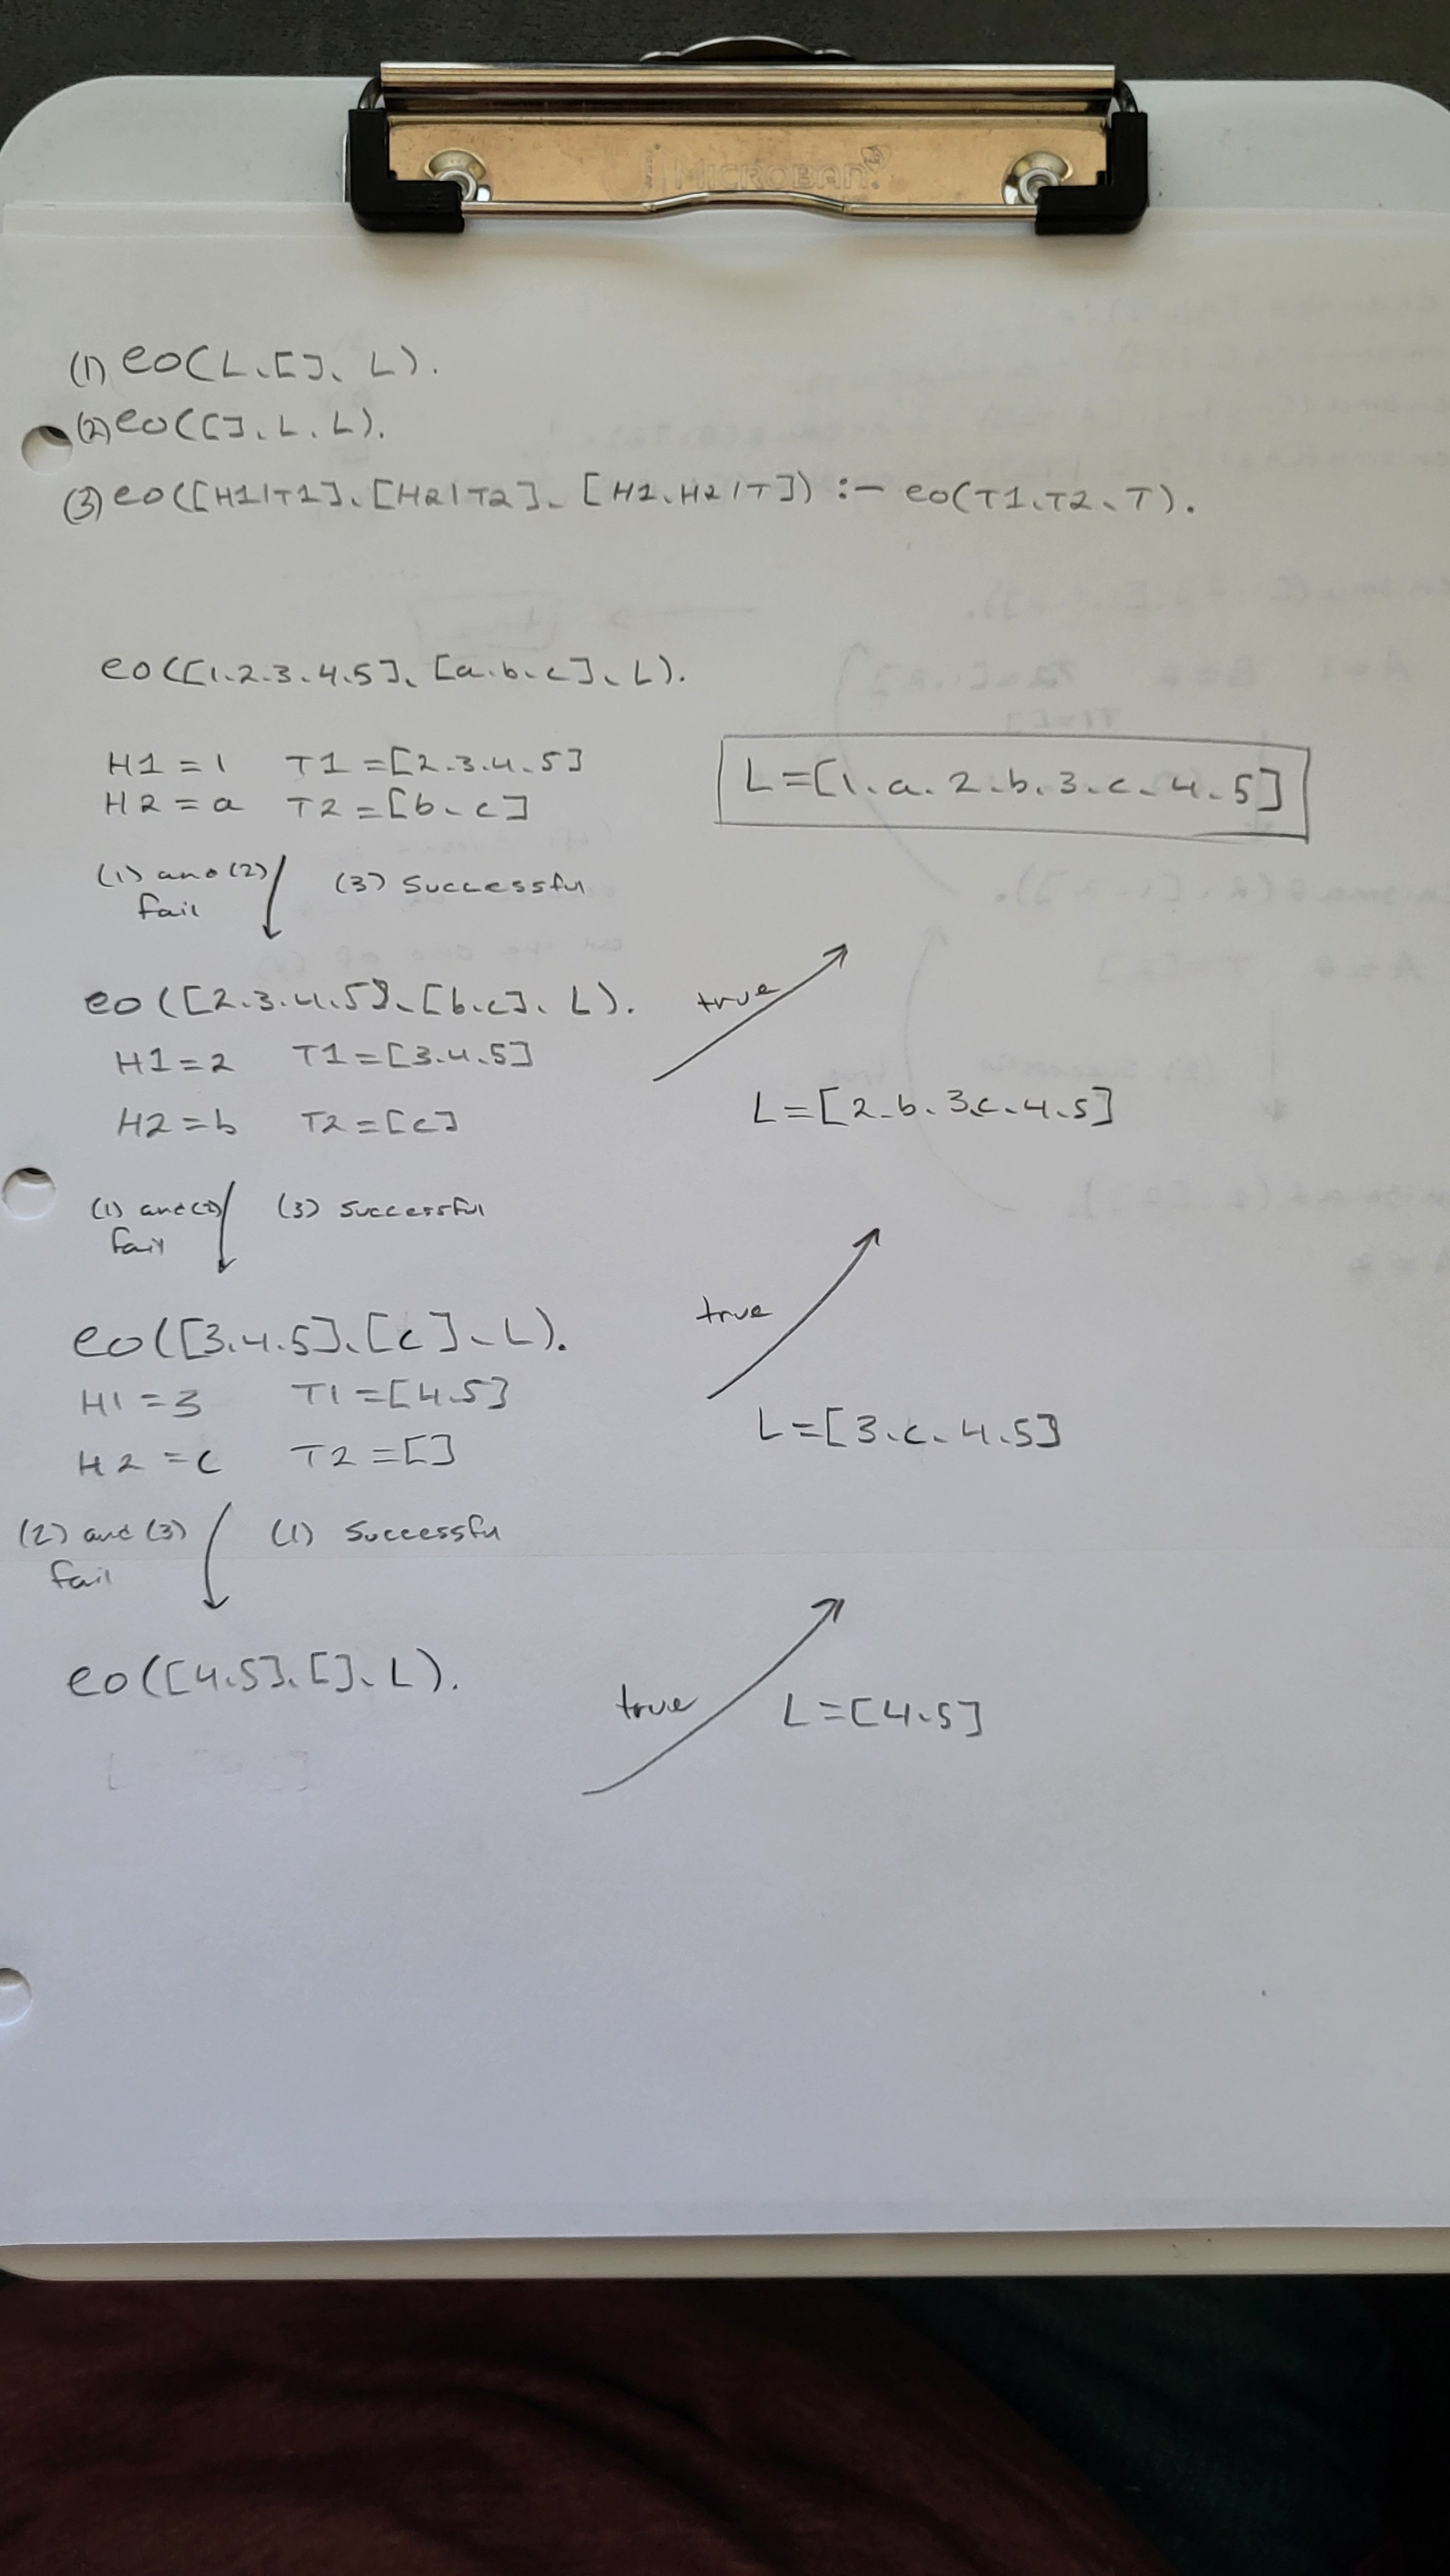 MICROBAN
(1) eo(L, [], L).
(2) eo([], L, L).
(3) eo([H1|T1], [H2|T2], [H1, H2|T]) :- eo(T1, T2, T).
eo([1,2,3,4,5], [a,b,c], L).
H1 = 1 T1 = [2,3,4,5]
H2 = a T2 = [b,c]
L = [1,a,2,b,3,c,4,5]
(1) and (2) (3) Successful
fail
eo([2,3,4,5], [b,c], L). true
H1 = 2 T1 = [3,4,5]
H2 = b T2 = [c]
L = [2,b,3,c,4,5]
(1) and (2) (3) Successful
fail
eo([3,4,5], [c], L). true
H1 = 3 T1 = [4,5]
H2 = c T2 = []
L = [3,c,4,5]
(2) and (3) (1) Successful
fail
eo([4,5], [], L). true L = [4,5]